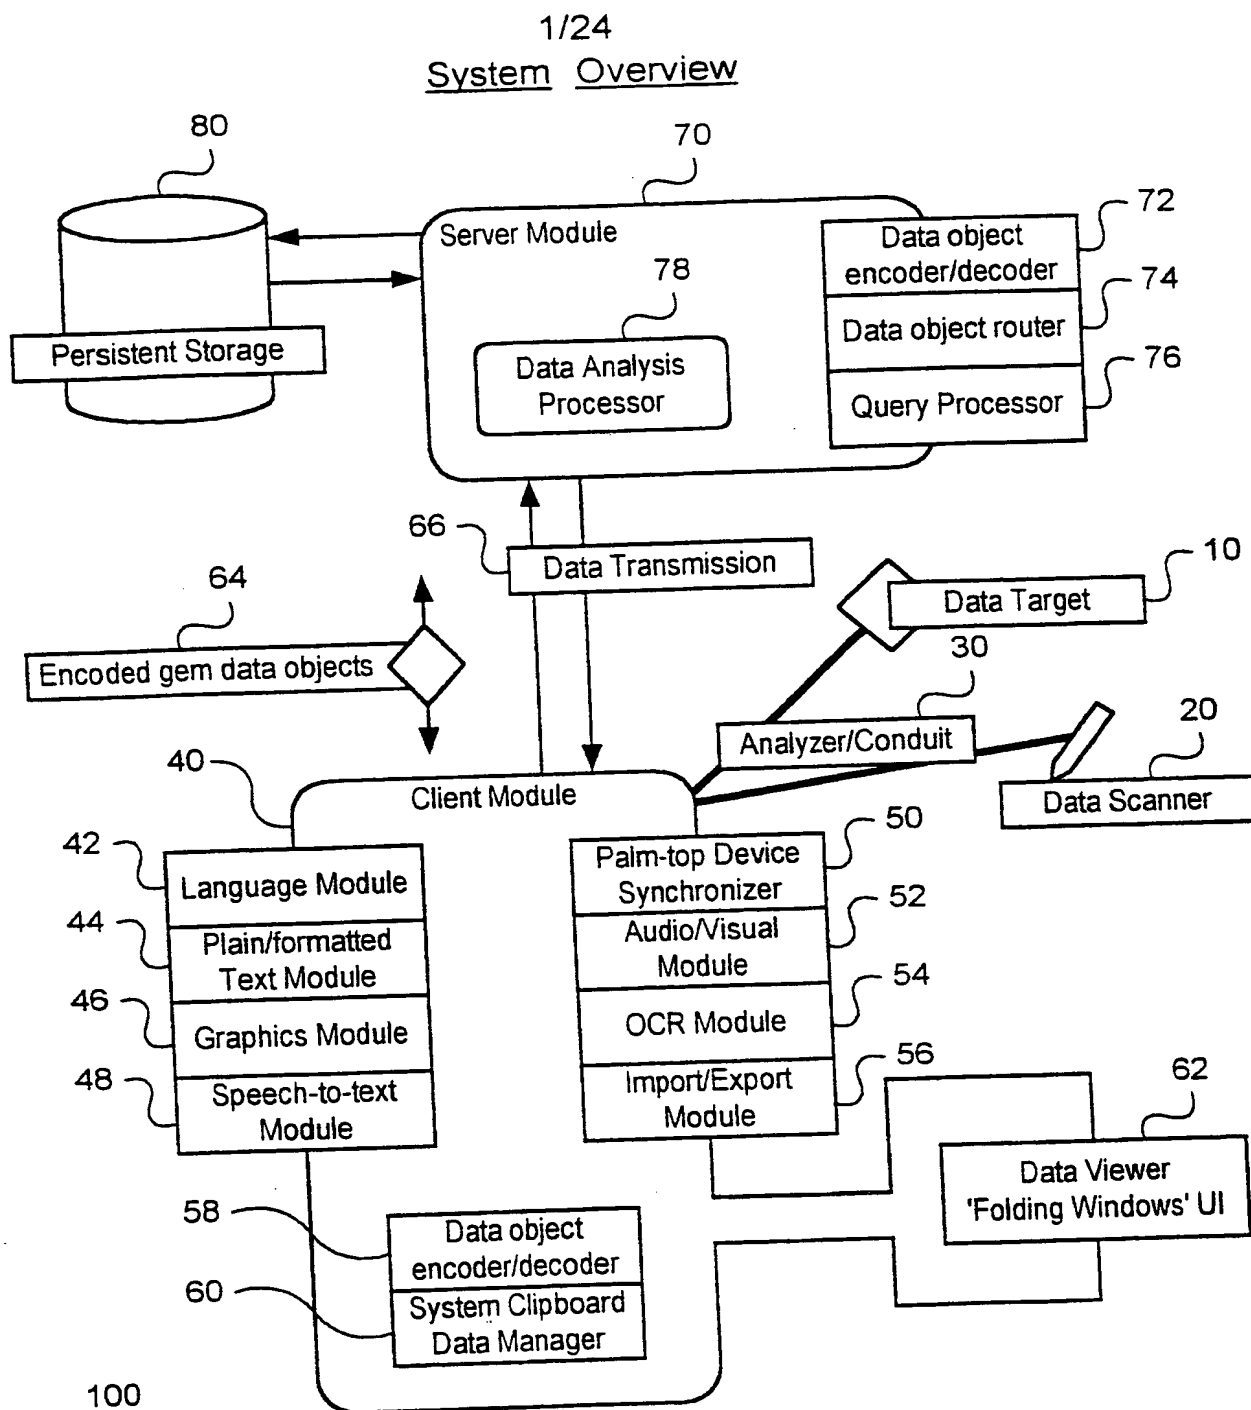 1/24
System Overview
80
70
Server Module
72
Data object
encoder/decoder
74
Data object router
76
Query Processor
78
Data Analysis
Processor
Persistent Storage
66
Data Transmission
64
Encoded gem data objects
10
Data Target
30
Analyzer/Conduit
20
Data Scanner
40
Client Module
42
Language Module
44
Plain/formatted
Text Module
46
Graphics Module
48
Speech-to-text
Module
50
Palm-top Device
Synchronizer
52
Audio/Visual
Module
54
OCR Module
56
Import/Export
Module
62
Data Viewer
'Folding Windows' UI
58
Data object
encoder/decoder
60
System Clipboard
Data Manager
100